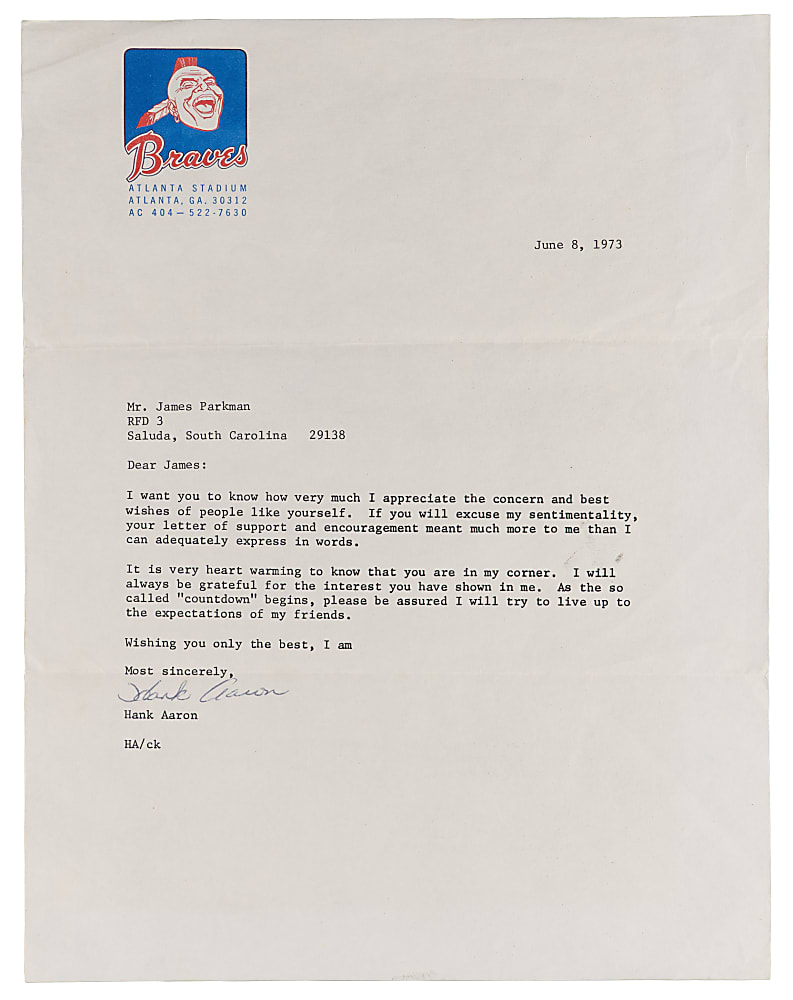 Braves
ATLANTA STADIUM
ATLANTA, GA. 30312
AC 404—522-7630
June 8, 1973
Mr. James Parkman
RFD 3
Saluda, South Carolina 29138
Dear James:
I want you to know how very much I appreciate the concern and best
wishes of people like yourself. If you will excuse my sentimentality,
your letter of support and encouragement meant much more to me than I
can adequately express in words.
It is very heart warming to know that you are in my corner. I will
always be grateful for the interest you have shown in me. As the so
called "countdown" begins, please be assured I will try to live up to
the expectations of my friends.
Wishing you only the best, I am
Most sincerely,
Hank Aaron
Hank Aaron
HA/ck